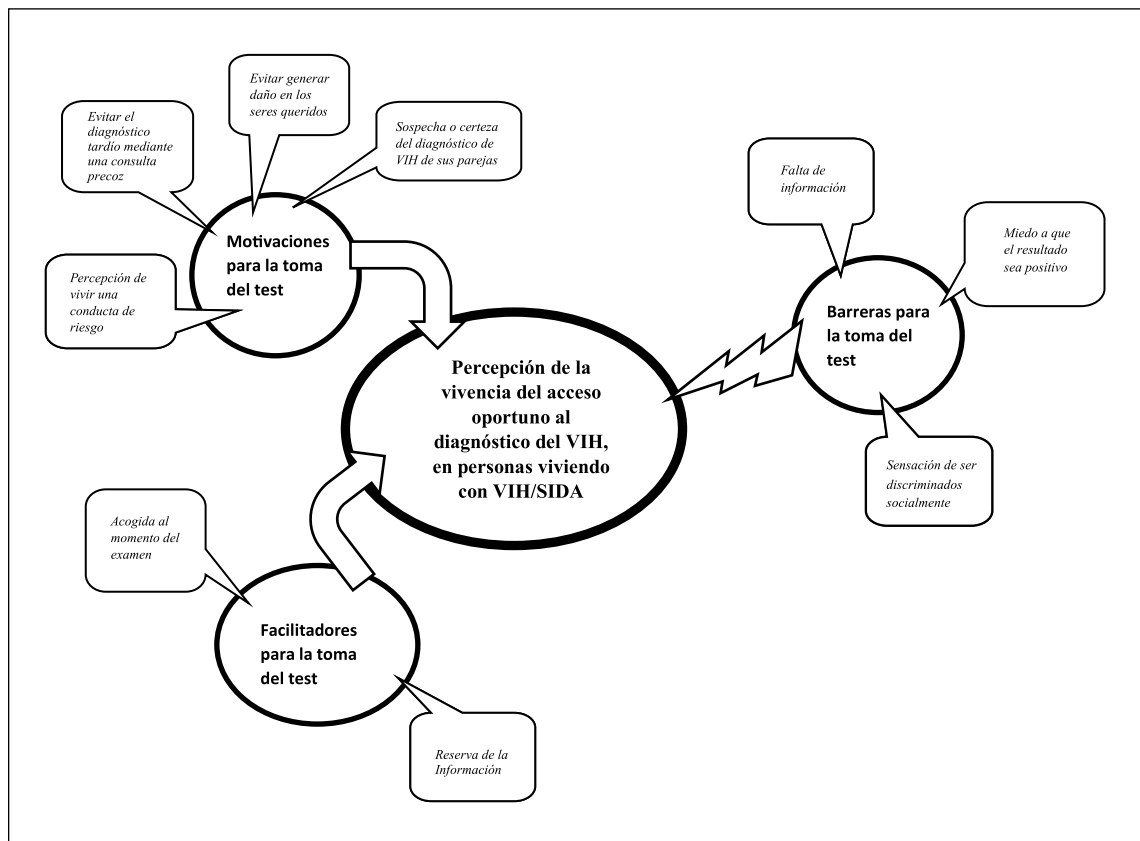 Evitar generar
daño en los
seres queridos
Evitar el
diagnóstico
tardío mediante
una consulta
precoz
Sospecha o certeza
del diagnóstico de
VIH de sus parejas
Percepción de
vivir una
conducta de
riesgo
Motivaciones
para la toma
del test
Falta de
información
Miedo a que
el resultado
sea positivo
Barreras para
la toma del
test
Sensación de ser
discriminados
socialmente
Percepción de la
vivencia del acceso
oportuno al
diagnóstico del VIH,
en personas viviendo
con VIH/SIDA
Acogida al
momento del
examen
Facilitadores
para la toma
del test
Reserva de la
Información